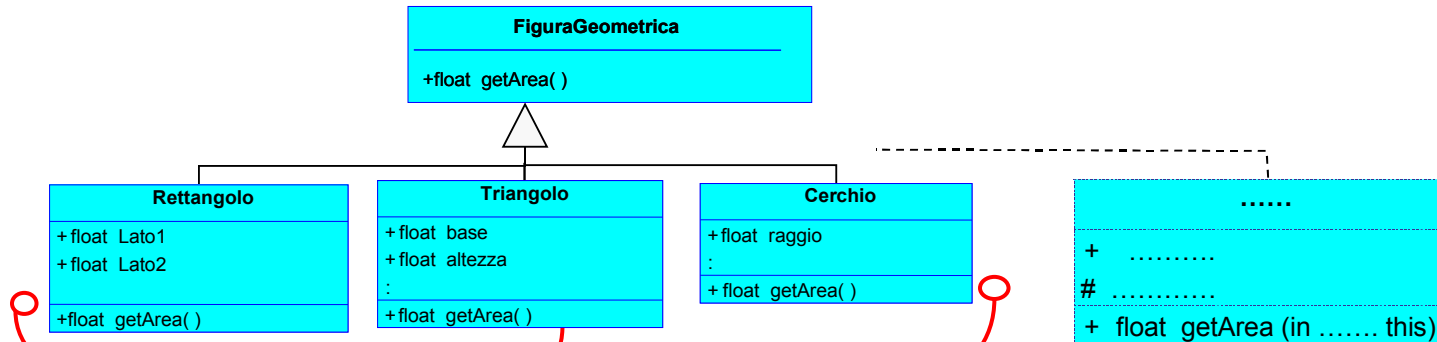 FiguraGeometrica
+float getArea( )
Rettangolo
+ float Lato1
+ float Lato2
+float getArea( )
Triangolo
+ float base
+ float altezza
:
+ float getArea( )
Cerchio
+ float raggio
:
+ float getArea( )
……
+ ……….
# …………
+ float getArea (in ……. this)